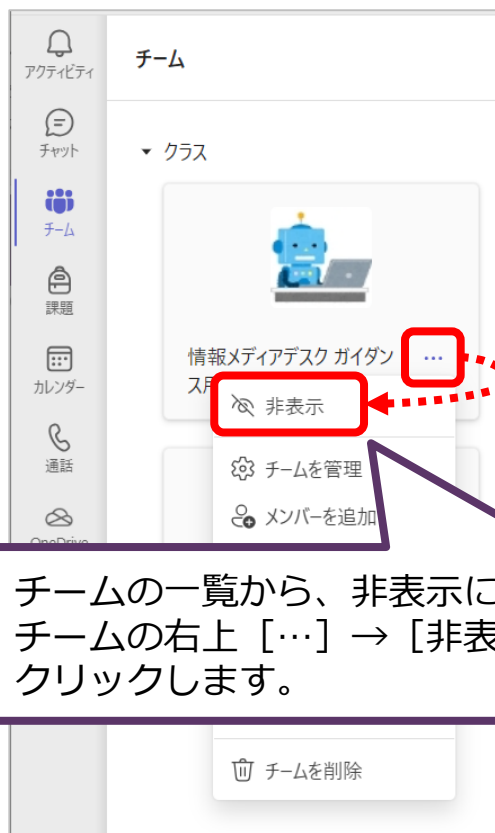 アクティビティ
チャット
チーム
課題
カレンダー
通話
OneDrive
チーム
クラス
情報メディアデスク ガイダン
ス用
…
非表示
チームを管理
メンバーを追加
チームの一覧から、非表示に
チームの右上［…］→［非表
クリックします。
チームを削除